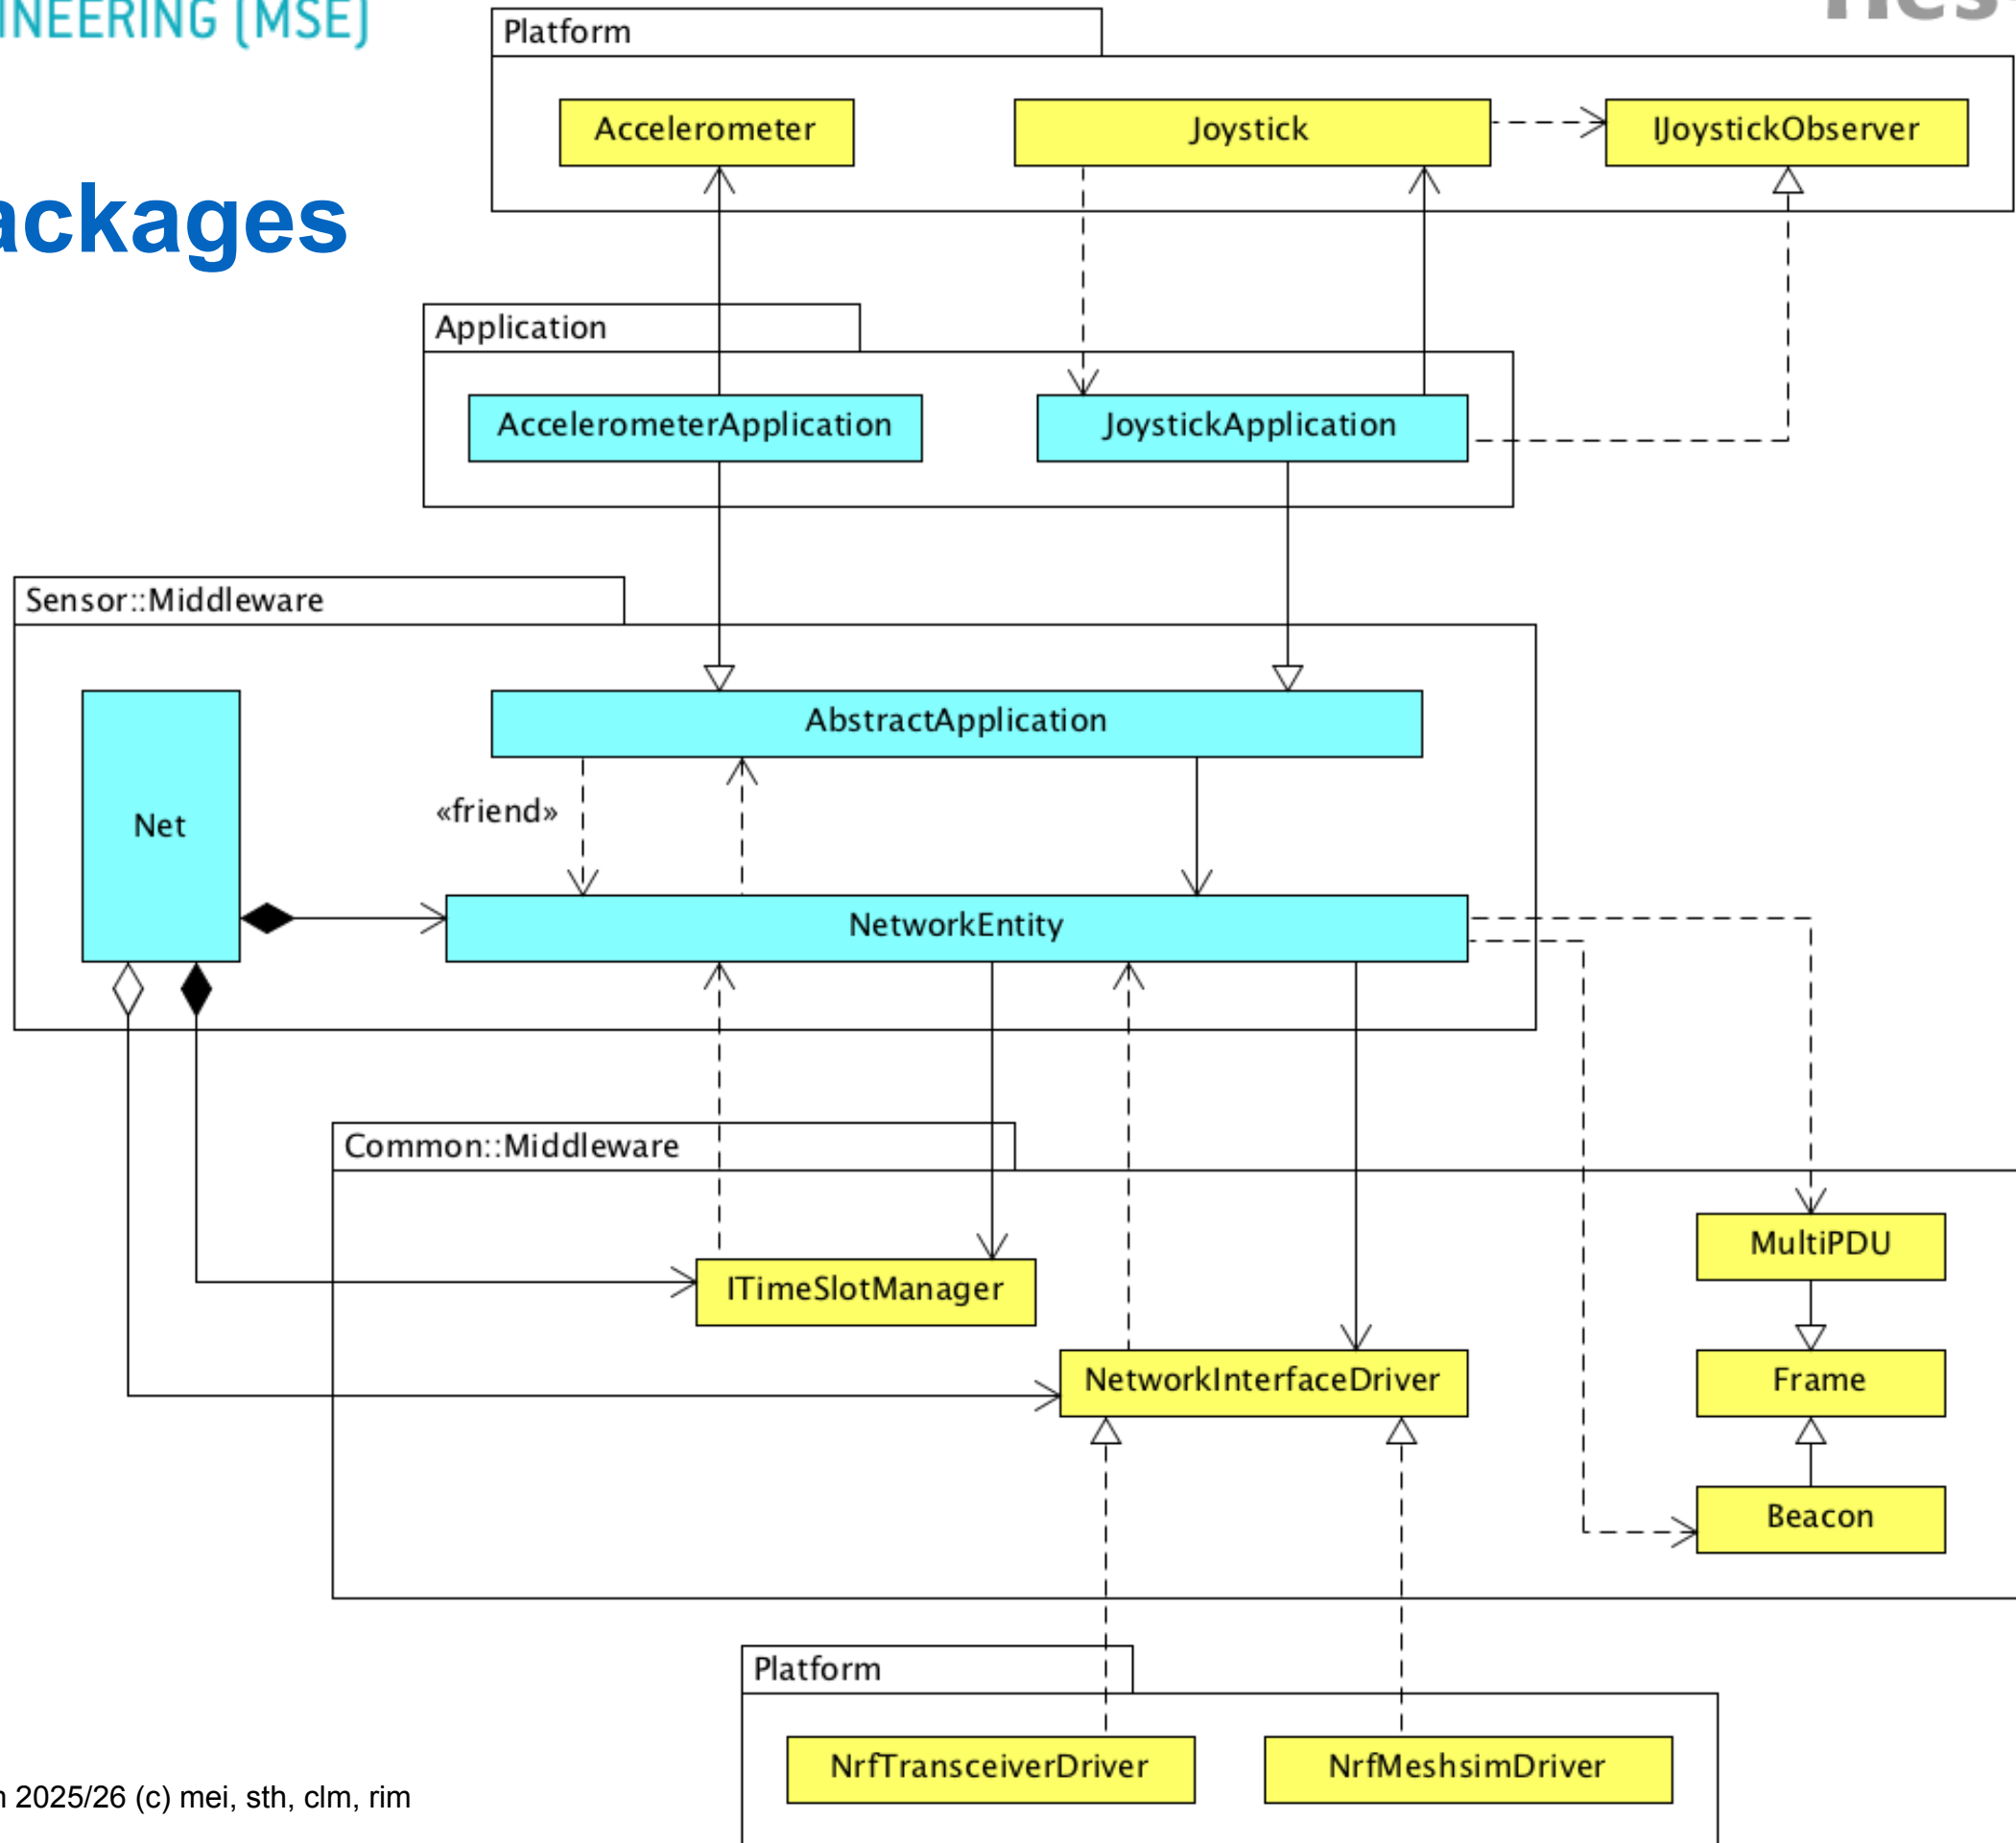 INEERING (MSE)
Platform
Accelerometer
Joystick
IJoystickObserver
ackages
Application
AccelerometerApplication
JoystickApplication
Sensor::Middleware
AbstractApplication
Net
«friend»
NetworkEntity
Common::Middleware
MultiPDU
ITimeSlotManager
NetworkInterfaceDriver
Frame
Beacon
Platform
NrfTransceiverDriver
NrfMeshsimDriver
2025/26 (c) mei, sth, clm, rim